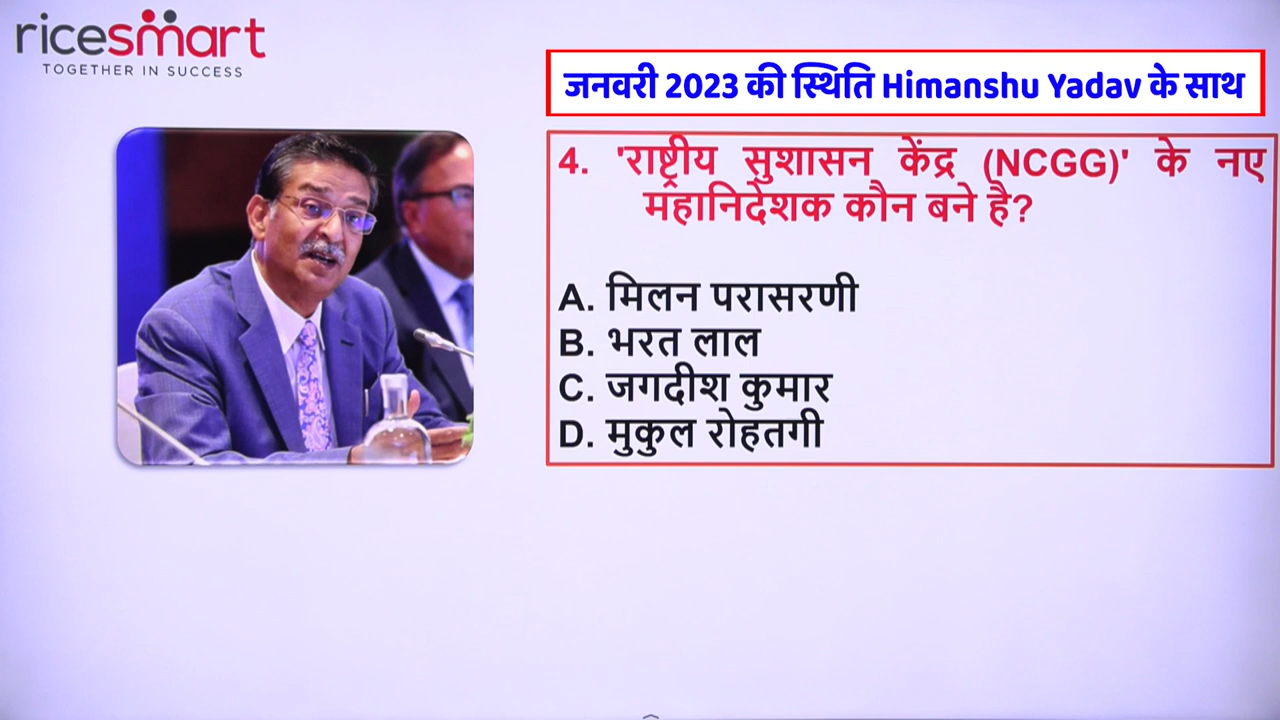 ricesmart
TOGETHER IN SUCCESS
जनवरी 2023 की स्थिति Himanshu Yadav के साथ
4. 'राष्ट्रीय सुशासन केंद्र (NCGG)' के नए
महानिदेशक कौन बने है?
A. मिलन परासरणी
B. भरत लाल
C. जगदीश कुमार
D. मुकुल रोहतगी